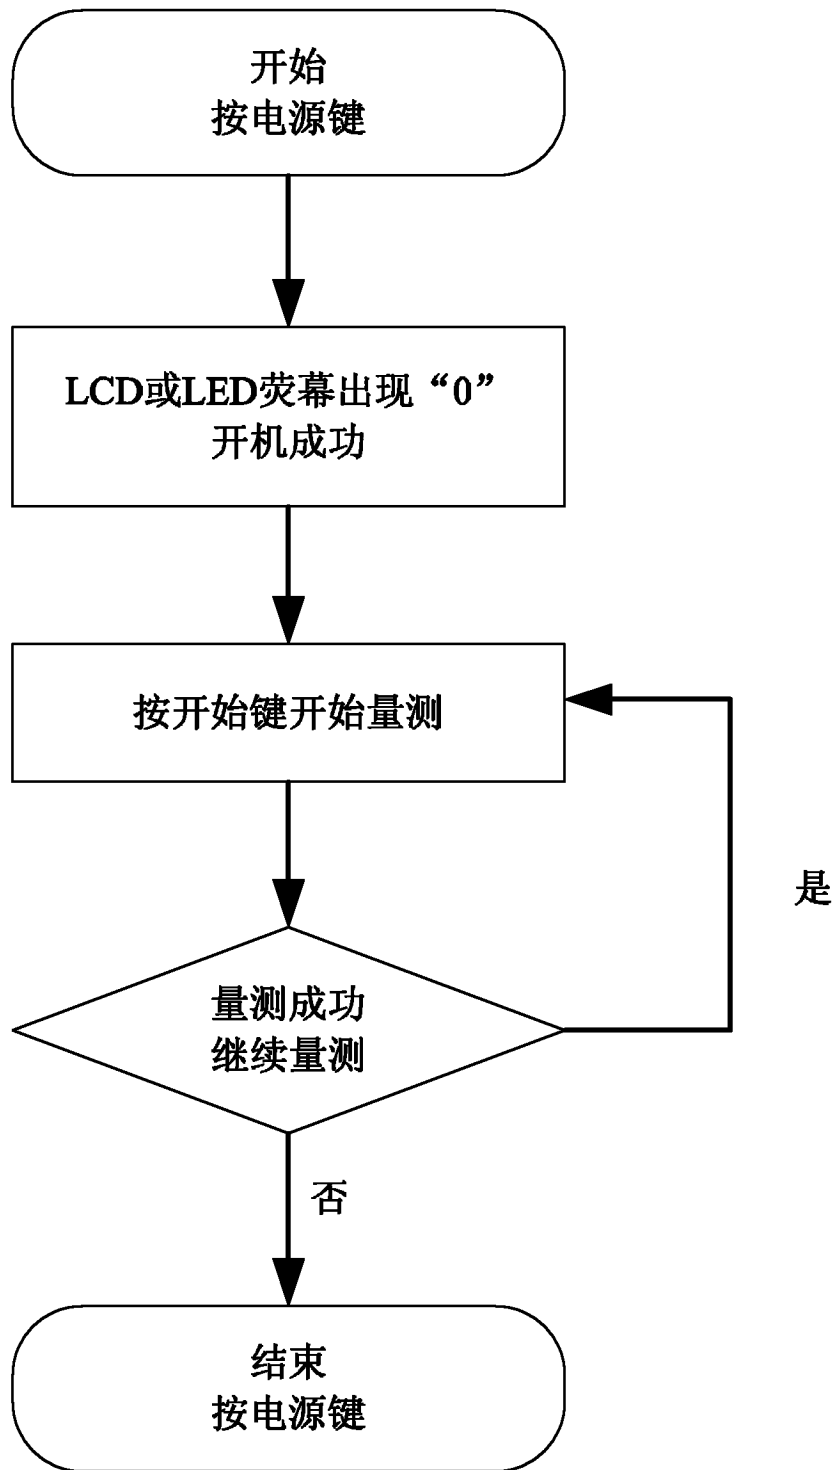 开始
按电源键
LCD或LED荧幕出现“0”
开机成功
按开始键开始量测
是
量测成功
继续量测
否
结束
按电源键